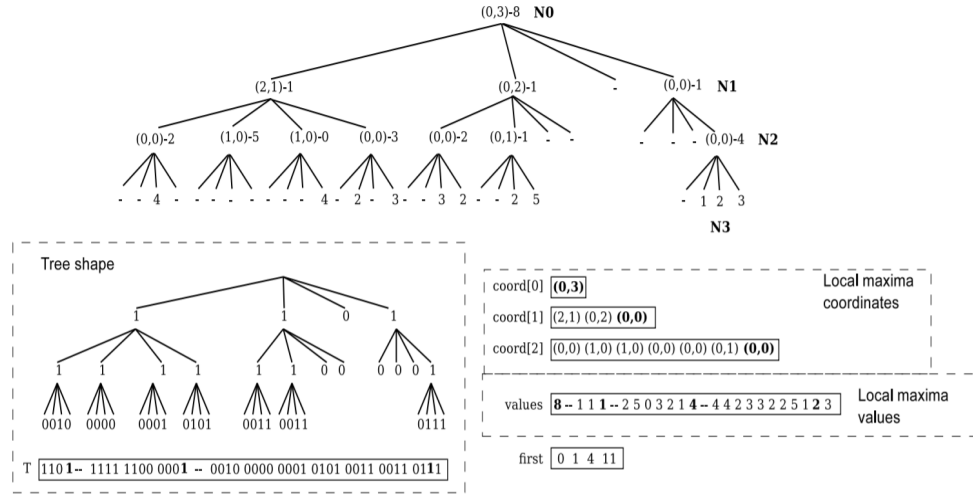 (0,3)-8 N0
(2,1)-1 (0,2)-1 - (0,0)-1 N1
(0,0)-2 (1,0)-5 (1,0)-0 (0,0)-3 (0,0)-2 (0,1)-1 - - - - - (0,0)-4 N2
- - 4 - - - - - - - - 4 - 2 - 3 - - 3 2 - - 2 5 - 1 2 3
N3
Tree shape
1 1 0 1
1 1 1 1 1 1 0 0 0 0 0 1
0010 0000 0001 0101 0011 0011 0111
T 110 1-- 1111 1100 0001 -- 0010 0000 0001 0101 0011 0011 0111
Local maxima
coordinates
coord[0] (0,3)
coord[1] (2,1) (0,2) (0,0)
coord[2] (0,0) (1,0) (1,0) (0,0) (0,0) (0,1) (0,0)
values 8 -- 1 1 1 -- 2 5 0 3 2 1 4 -- 4 4 2 3 3 2 2 5 1 2 3
Local maxima
values
first 0 1 4 11